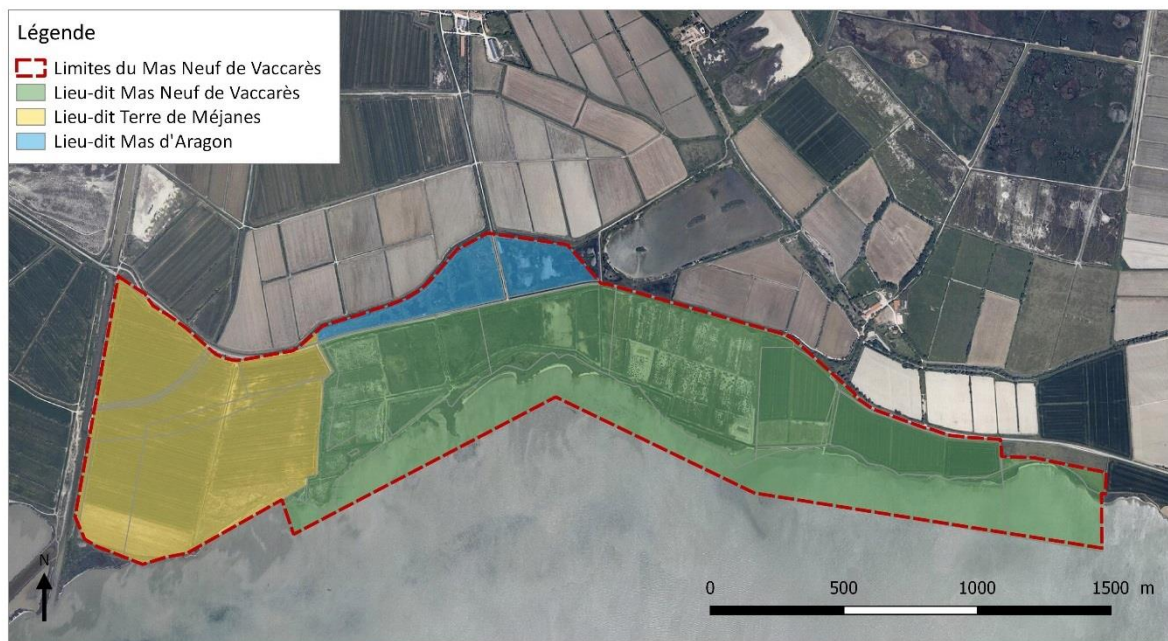 Légende
Limites du Mas Neuf de Vaccarès
Lieu-dit Mas Neuf de Vaccarès
Lieu-dit Terre de Méjanes
Lieu-dit Mas d'Aragon
N
0 500 1000 1500 m